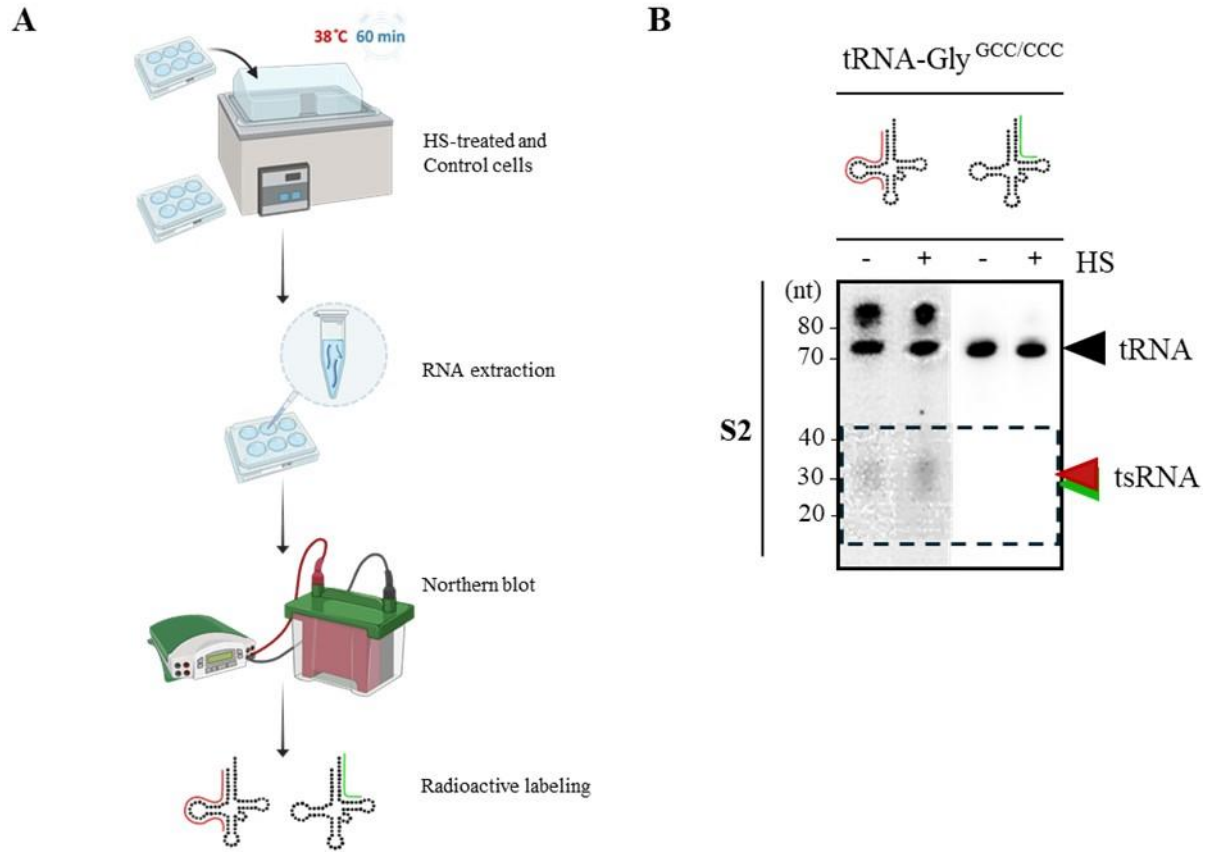 A
38°C 60 min
HS-treated and
Control cells
RNA extraction
Northern blot
Radioactive labeling
B
tRNA-Gly GCC/CCC
- + - + HS
(nt)
80
70
40
30
20
S2
tRNA
tsRNA